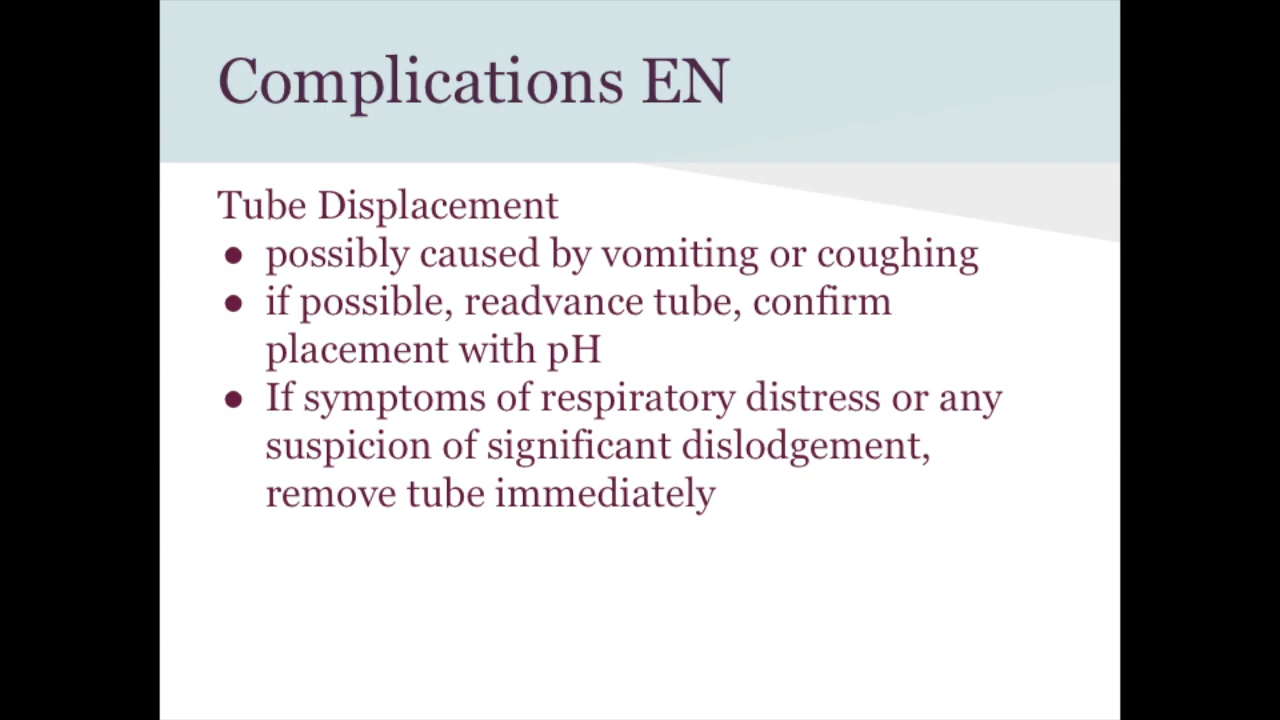 Complications EN
Tube Displacement
● possibly caused by vomiting or coughing
● if possible, readvance tube, confirm
placement with pH
● If symptoms of respiratory distress or any
suspicion of significant dislodgement,
remove tube immediately